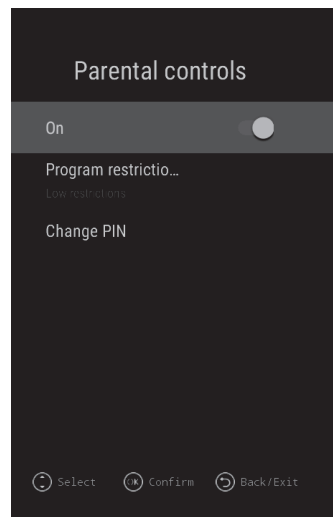 Parental controls
On
Program restrictio…
Low restrictions
Change PIN
Select OK Confirm Back/Exit